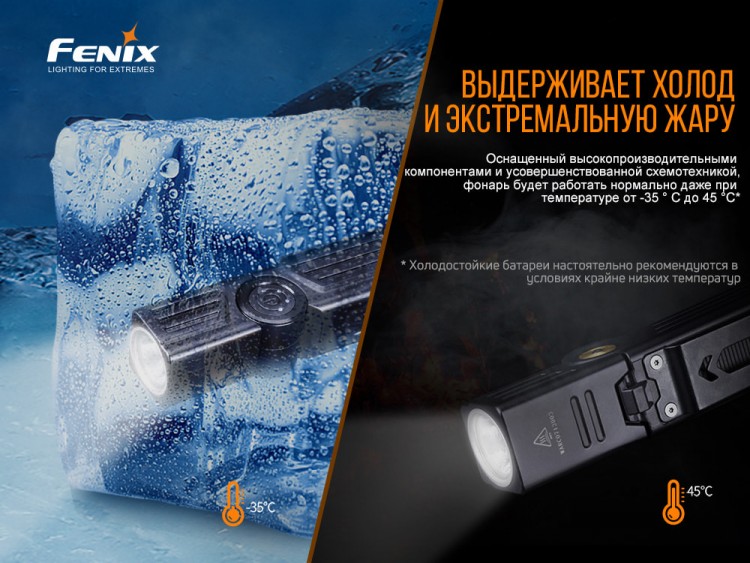 FENIX
LIGHTING FOR EXTREMES
ВЫДЕРЖИВАЕТ ХОЛОД
И ЭКСТРЕМАЛЬНУЮ ЖАРУ
Оснащенный высокопроизводительными
компонентами и усовершенствованной схемотехникой,
фонарь будет работать нормально даже при
температуре от -35 ° С до 45 °С*
* Холодостойкие батареи настоятельно рекомендуются в
условиях крайне низких температур
-35°C
45°C